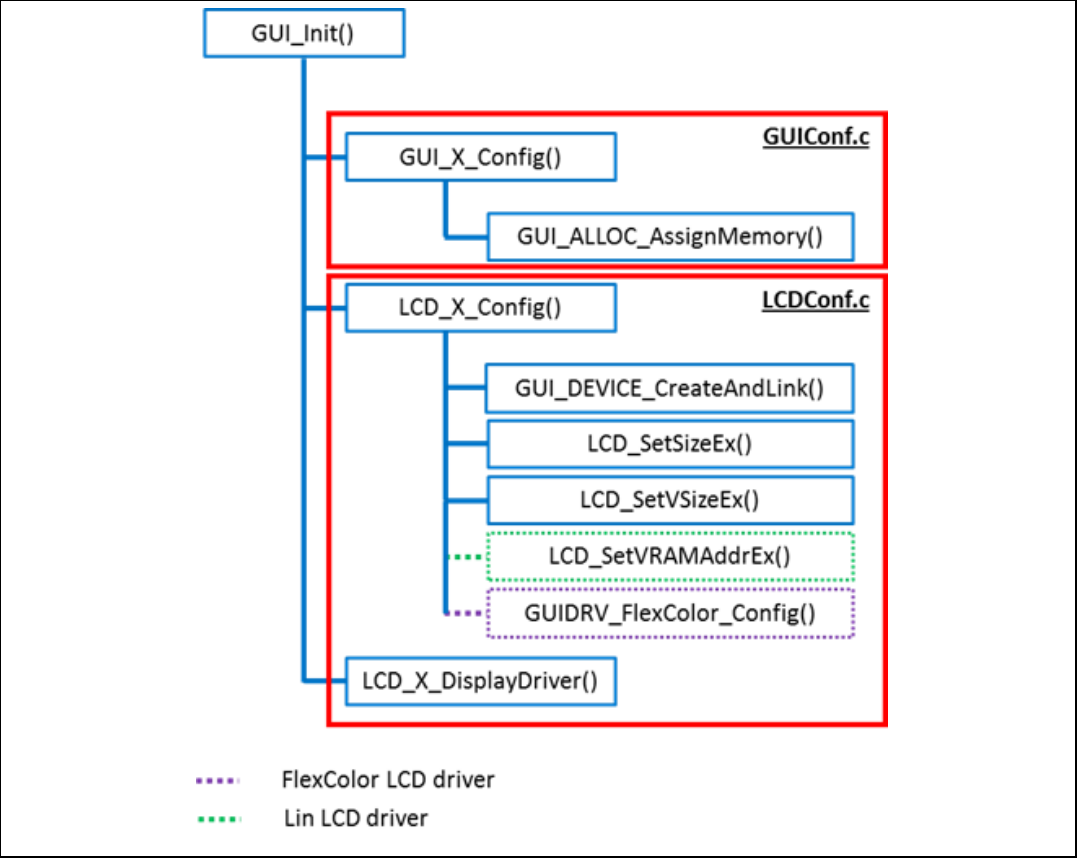 GUI_Init()
GUIConf.c
GUI_X_Config()
GUI_ALLOC_AssignMemory()
LCDConf.c
LCD_X_Config()
GUI_DEVICE_CreateAndLink()
LCD_SetSizeEx()
LCD_SetVSizeEx()
LCD_SetVRAMAddrEx()
GUIDRV_FlexColor_Config()
LCD_X_DisplayDriver()
FlexColor LCD driver
Lin LCD driver